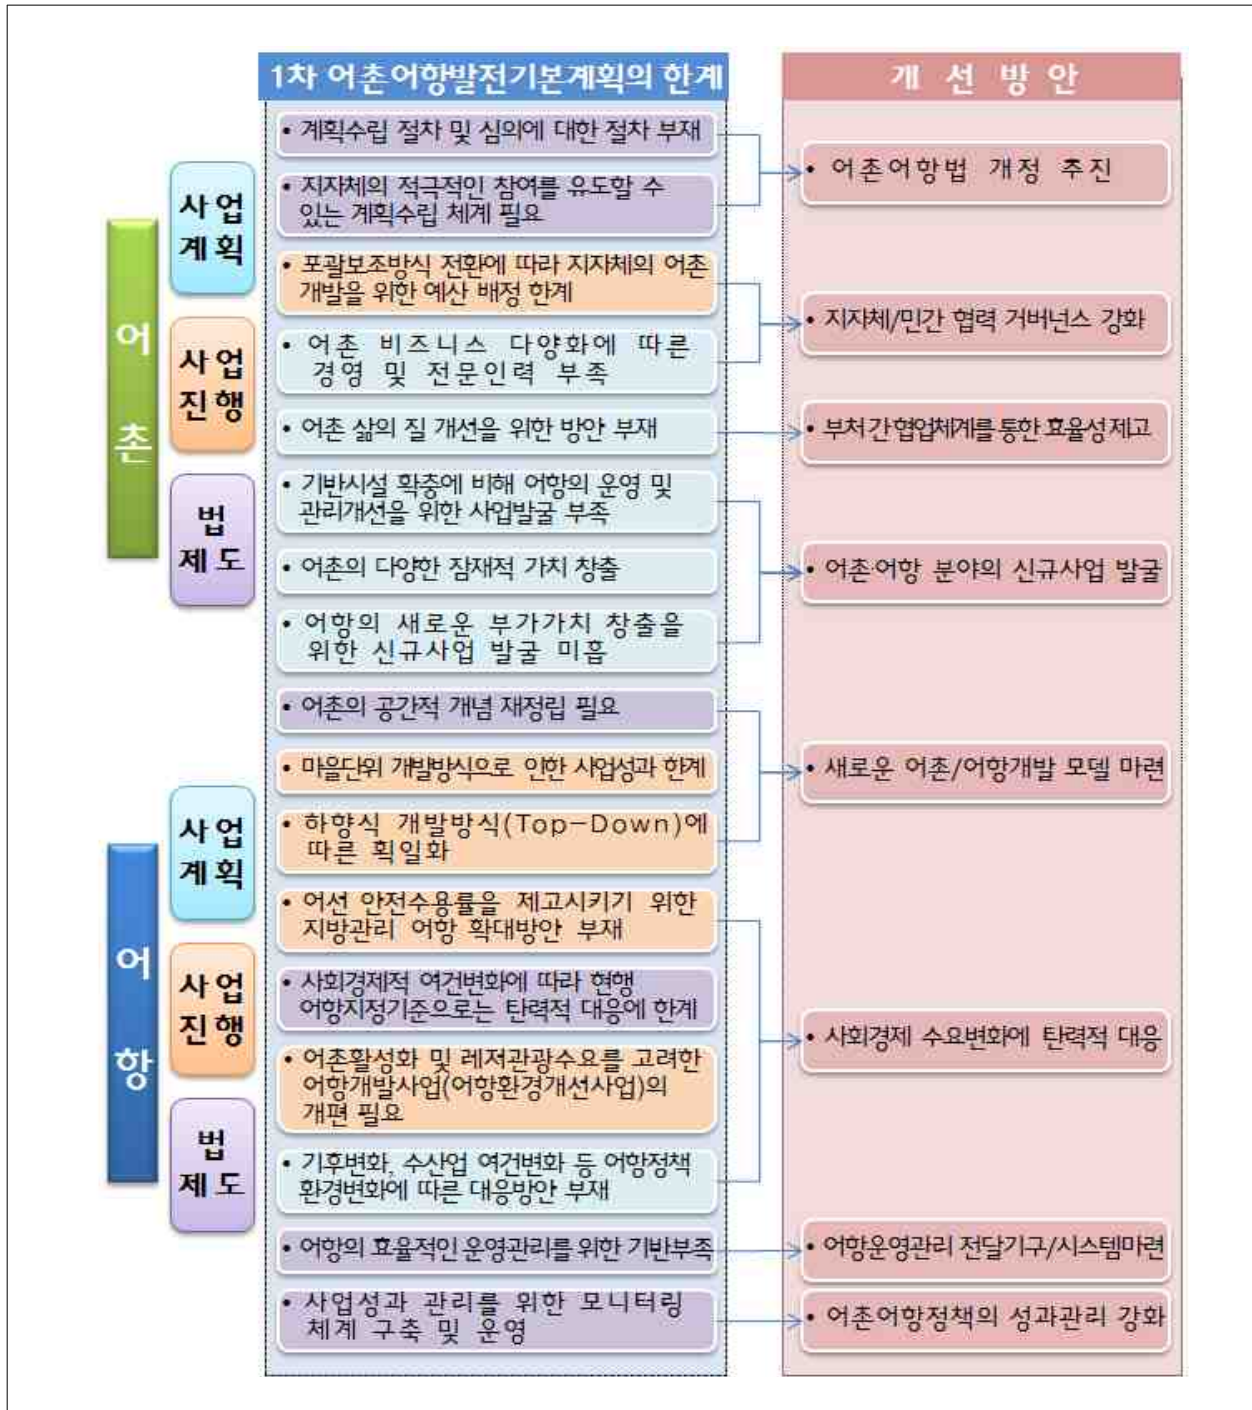 1차 어촌어항발전기본계획의 한계
개 선 방 안
어
촌
사 업
계 획
사 업
진 행
법
제 도
어
항
사 업
계 획
사 업
진 행
법
제 도
• 계획수립 절차 및 심의에 대한 절차 부재
• 지자체의 적극적인 참여를 유도할 수
있는 계획수립 체계 필요
• 포괄보조방식 전환에 따라 지자체의 어촌
개발을 위한 예산 배정 한계
• 어촌 비즈니스 다양화에 따른
경영 및 전문인력 부족
• 어촌 삶의 질 개선을 위한 방안 부재
• 기반시설 확충에 비해 어항의 운영 및
관리개선을 위한 사업발굴 부족
• 어촌의 다양한 잠재적 가치 창출
• 어항의 새로운 부가가치 창출을
위한 신규사업 발굴 미흡
• 어촌의 공간적 개념 재정립 필요
• 마을단위 개발방식으로 인한 사업성과 한계
• 하향식 개발방식(Top-Down)에
따른 획일화
• 어선 안전수용률을 제고시키기 위한
지방관리 어항 확대방안 부재
• 사회경제적 여건변화에 따라 현행
어항지정기준으로는 탄력적 대응에 한계
• 어촌활성화 및 레저관광수요를 고려한
어항개발사업(어항환경개선사업)의
개편 필요
• 기후변화, 수산업 여건변화 등 어항정책
환경변화에 따른 대응방안 부재
• 어항의 효율적인 운영관리를 위한 기반부족
• 사업성과 관리를 위한 모니터링
체계 구축 및 운영
• 어촌어항법 개정 추진
• 지자체/민간 협력 거버넌스 강화
• 부처 간 협업체계를 통한 효율성 제고
• 어촌·어항 분야의 신규사업 발굴
• 새로운 어촌/어항개발 모델 마련
• 사회경제 수요변화에 탄력적 대응
• 어항운영관리 전달기구/시스템마련
• 어촌어항정책의 성과관리 강화